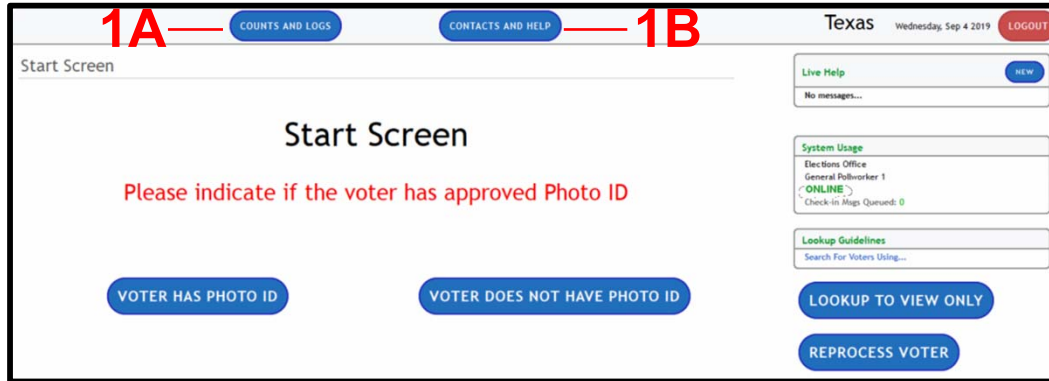 1A
COUNTS AND LOGS
CONTACTS AND HELP
1B
Texas
Wednesday, Sep 4 2019
LOGOUT
Start Screen
Live Help
NEW
No messages...
Start Screen
Please indicate if the voter has approved Photo ID
System Usage
Elections Office
General Pollworker 1
ONLINE
Check-in Msgs Queued: 0
Lookup Guidelines
Search For Voters Using...
VOTER HAS PHOTO ID
VOTER DOES NOT HAVE PHOTO ID
LOOKUP TO VIEW ONLY
REPROCESS VOTER